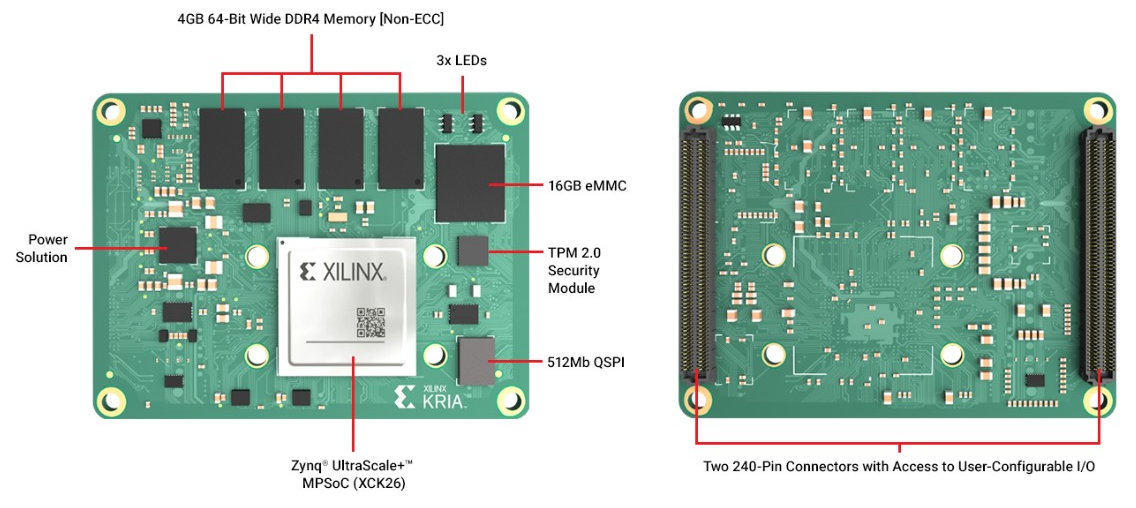 4GB 64-Bit Wide DDR4 Memory [Non-ECC]
3x LEDs
16GB eMMC
Power
Solution
TPM 2.0
Security
Module
XILINX®
512Mb QSPI
XILINX
KRIA™
Zynq® UltraScale+™
MPSoC (XCK26)
Two 240-Pin Connectors with Access to User-Configurable I/O